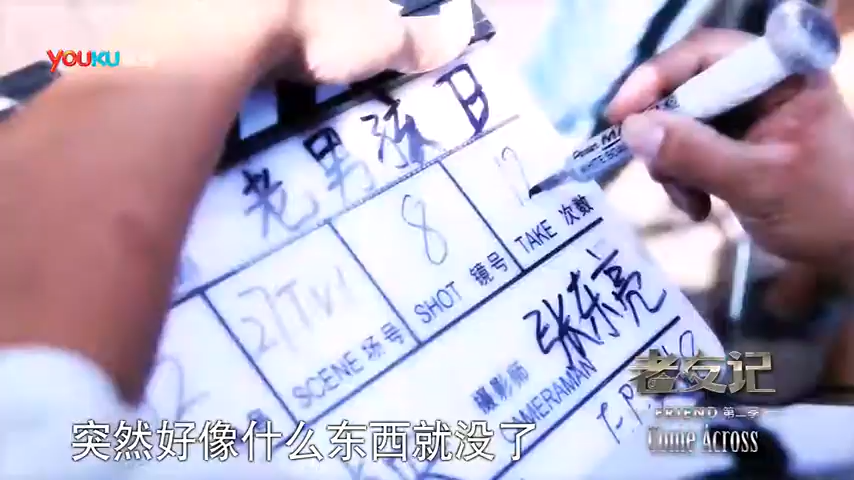 YOUKU
老男孩 B
8
12
SHOT 镜号
TAKE 次数
SCENE 场号
张东亮
摄影师
CAMERAMAN
老友记
FRIEND 第二季
Come Across
突然好像什么东西就没了